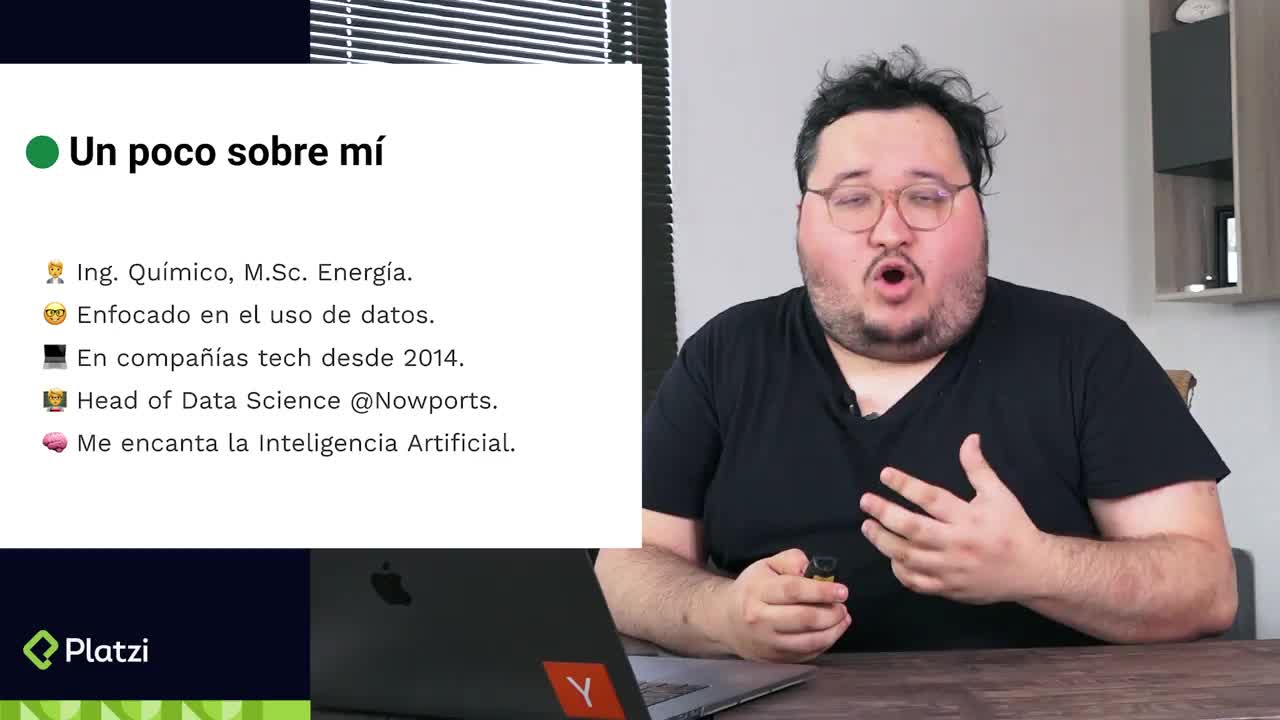 Un poco sobre mí
Ing. Químico, M.Sc. Energía.
Enfocado en el uso de datos.
En compañías tech desde 2014.
Head of Data Science @Nowports.
Me encanta la Inteligencia Artificial.
Platzi
Y